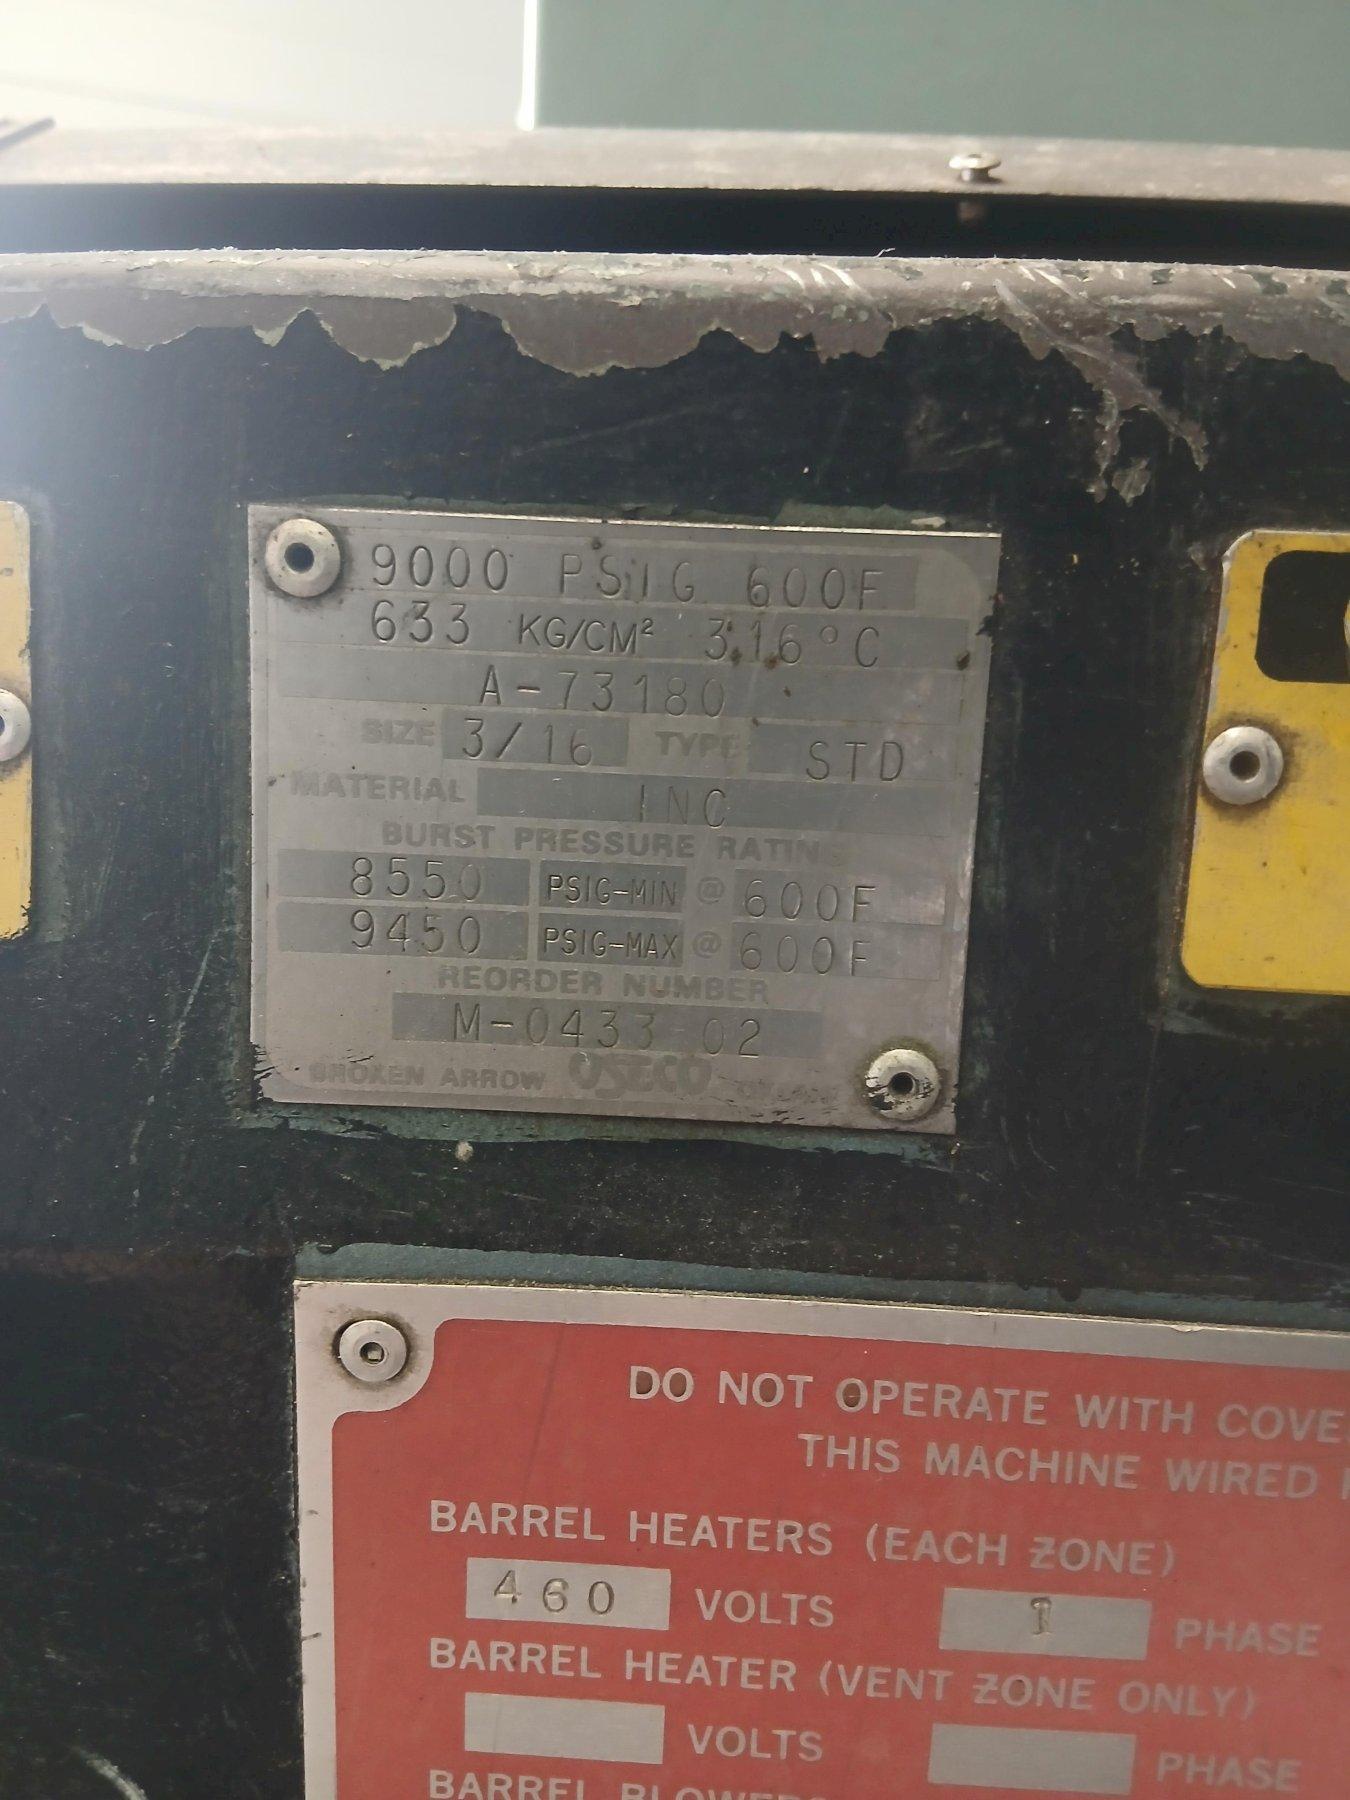 9000 PSIG 600F
633 KG/CM² 316°C
A-73180
SIZE 3/16 TYPE STD
MATERIAL INC
BURST PRESSURE RATING
8550 PSIG-MIN @ 600F
9450 PSIG-MAX @ 600F
REORDER NUMBER
M-0433 02
BROKEN ARROW OSECO
DO NOT OPERATE WITH COVE
THIS MACHINE WIRED
BARREL HEATERS (EACH ZONE)
460 VOLTS 1 PHASE
BARREL HEATER (VENT ZONE ONLY)
VOLTS PHASE
BARREL BLOWERS